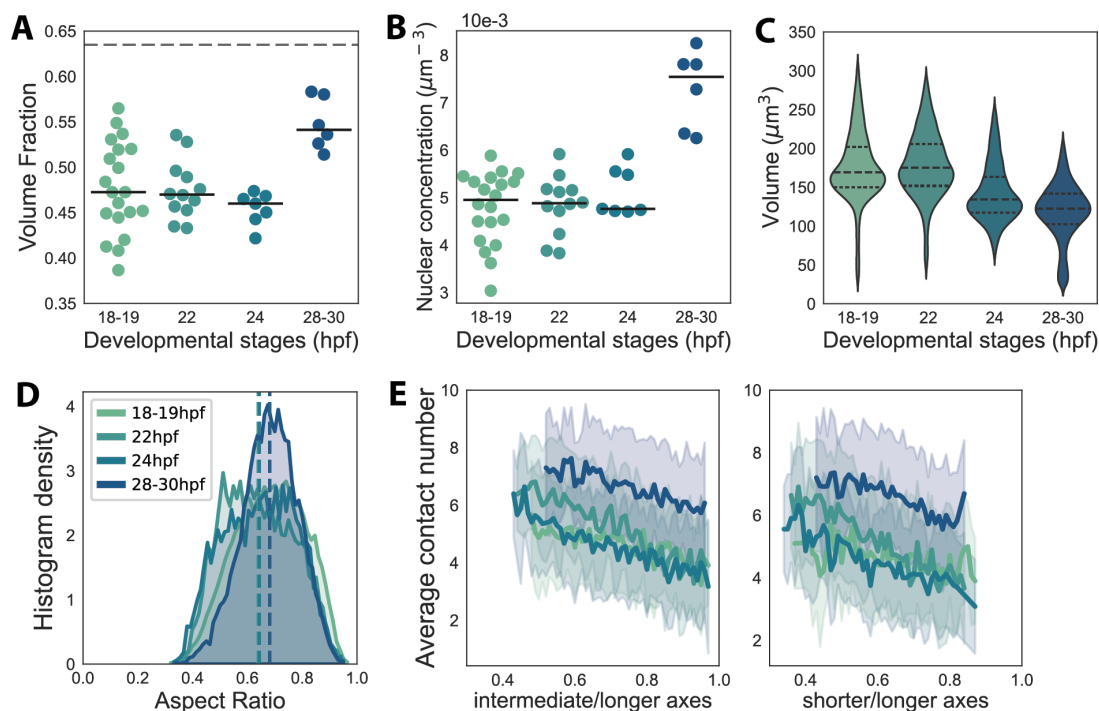 A
0.65
0.60
0.55
0.50
0.45
0.40
0.35
Volume Fraction
18-19
22
24
28-30
Developmental stages (hpf)
B
10e-3
8
7
6
5
4
3
Nuclear concentration (μm⁻³)
18-19
22
24
28-30
Developmental stages (hpf)
C
350
300
250
200
150
100
50
0
Volume (μm³)
18-19
22
24
28-30
Developmental stages (hpf)
D
4
3
2
1
0
Histogram density
18-19hpf
22hpf
24hpf
28-30hpf
0.0
0.2
0.4
0.6
0.8
1.0
Aspect Ratio
E
10
8
6
4
2
Average contact number
0.4
0.6
0.8
1.0
intermediate/longer axes
10
8
6
4
2
0.4
0.6
0.8
1.0
shorter/longer axes